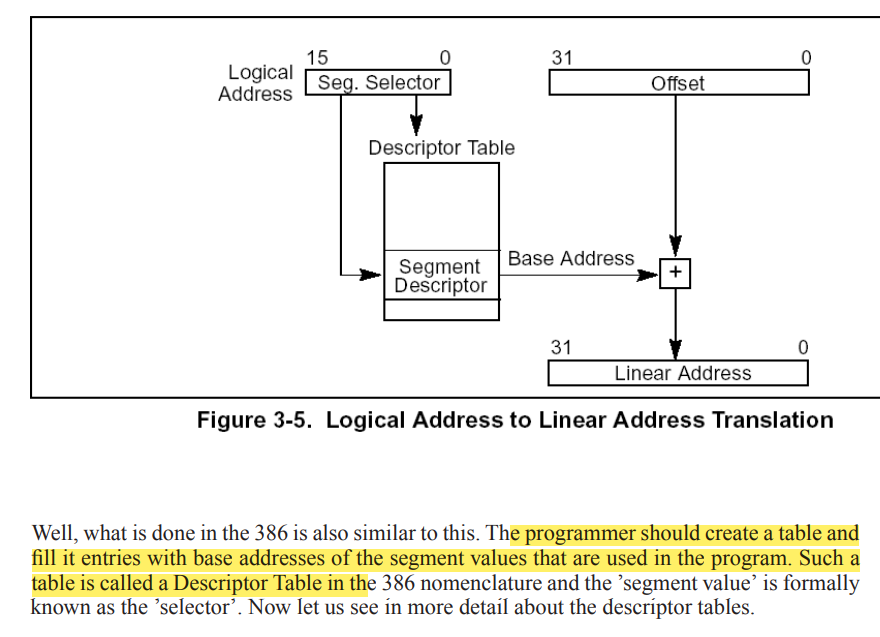 15 0
31 0
Logical
Address
Seg. Selector
Offset
Descriptor Table
Base Address
Segment
Descriptor
+
31 0
Linear Address
Figure 3-5. Logical Address to Linear Address Translation
Well, what is done in the 386 is also similar to this. The programmer should create a table and
fill it entries with base addresses of the segment values that are used in the program. Such a
table is called a Descriptor Table in the 386 nomenclature and the ’segment value’ is formally
known as the ’selector’. Now let us see in more detail about the descriptor tables.